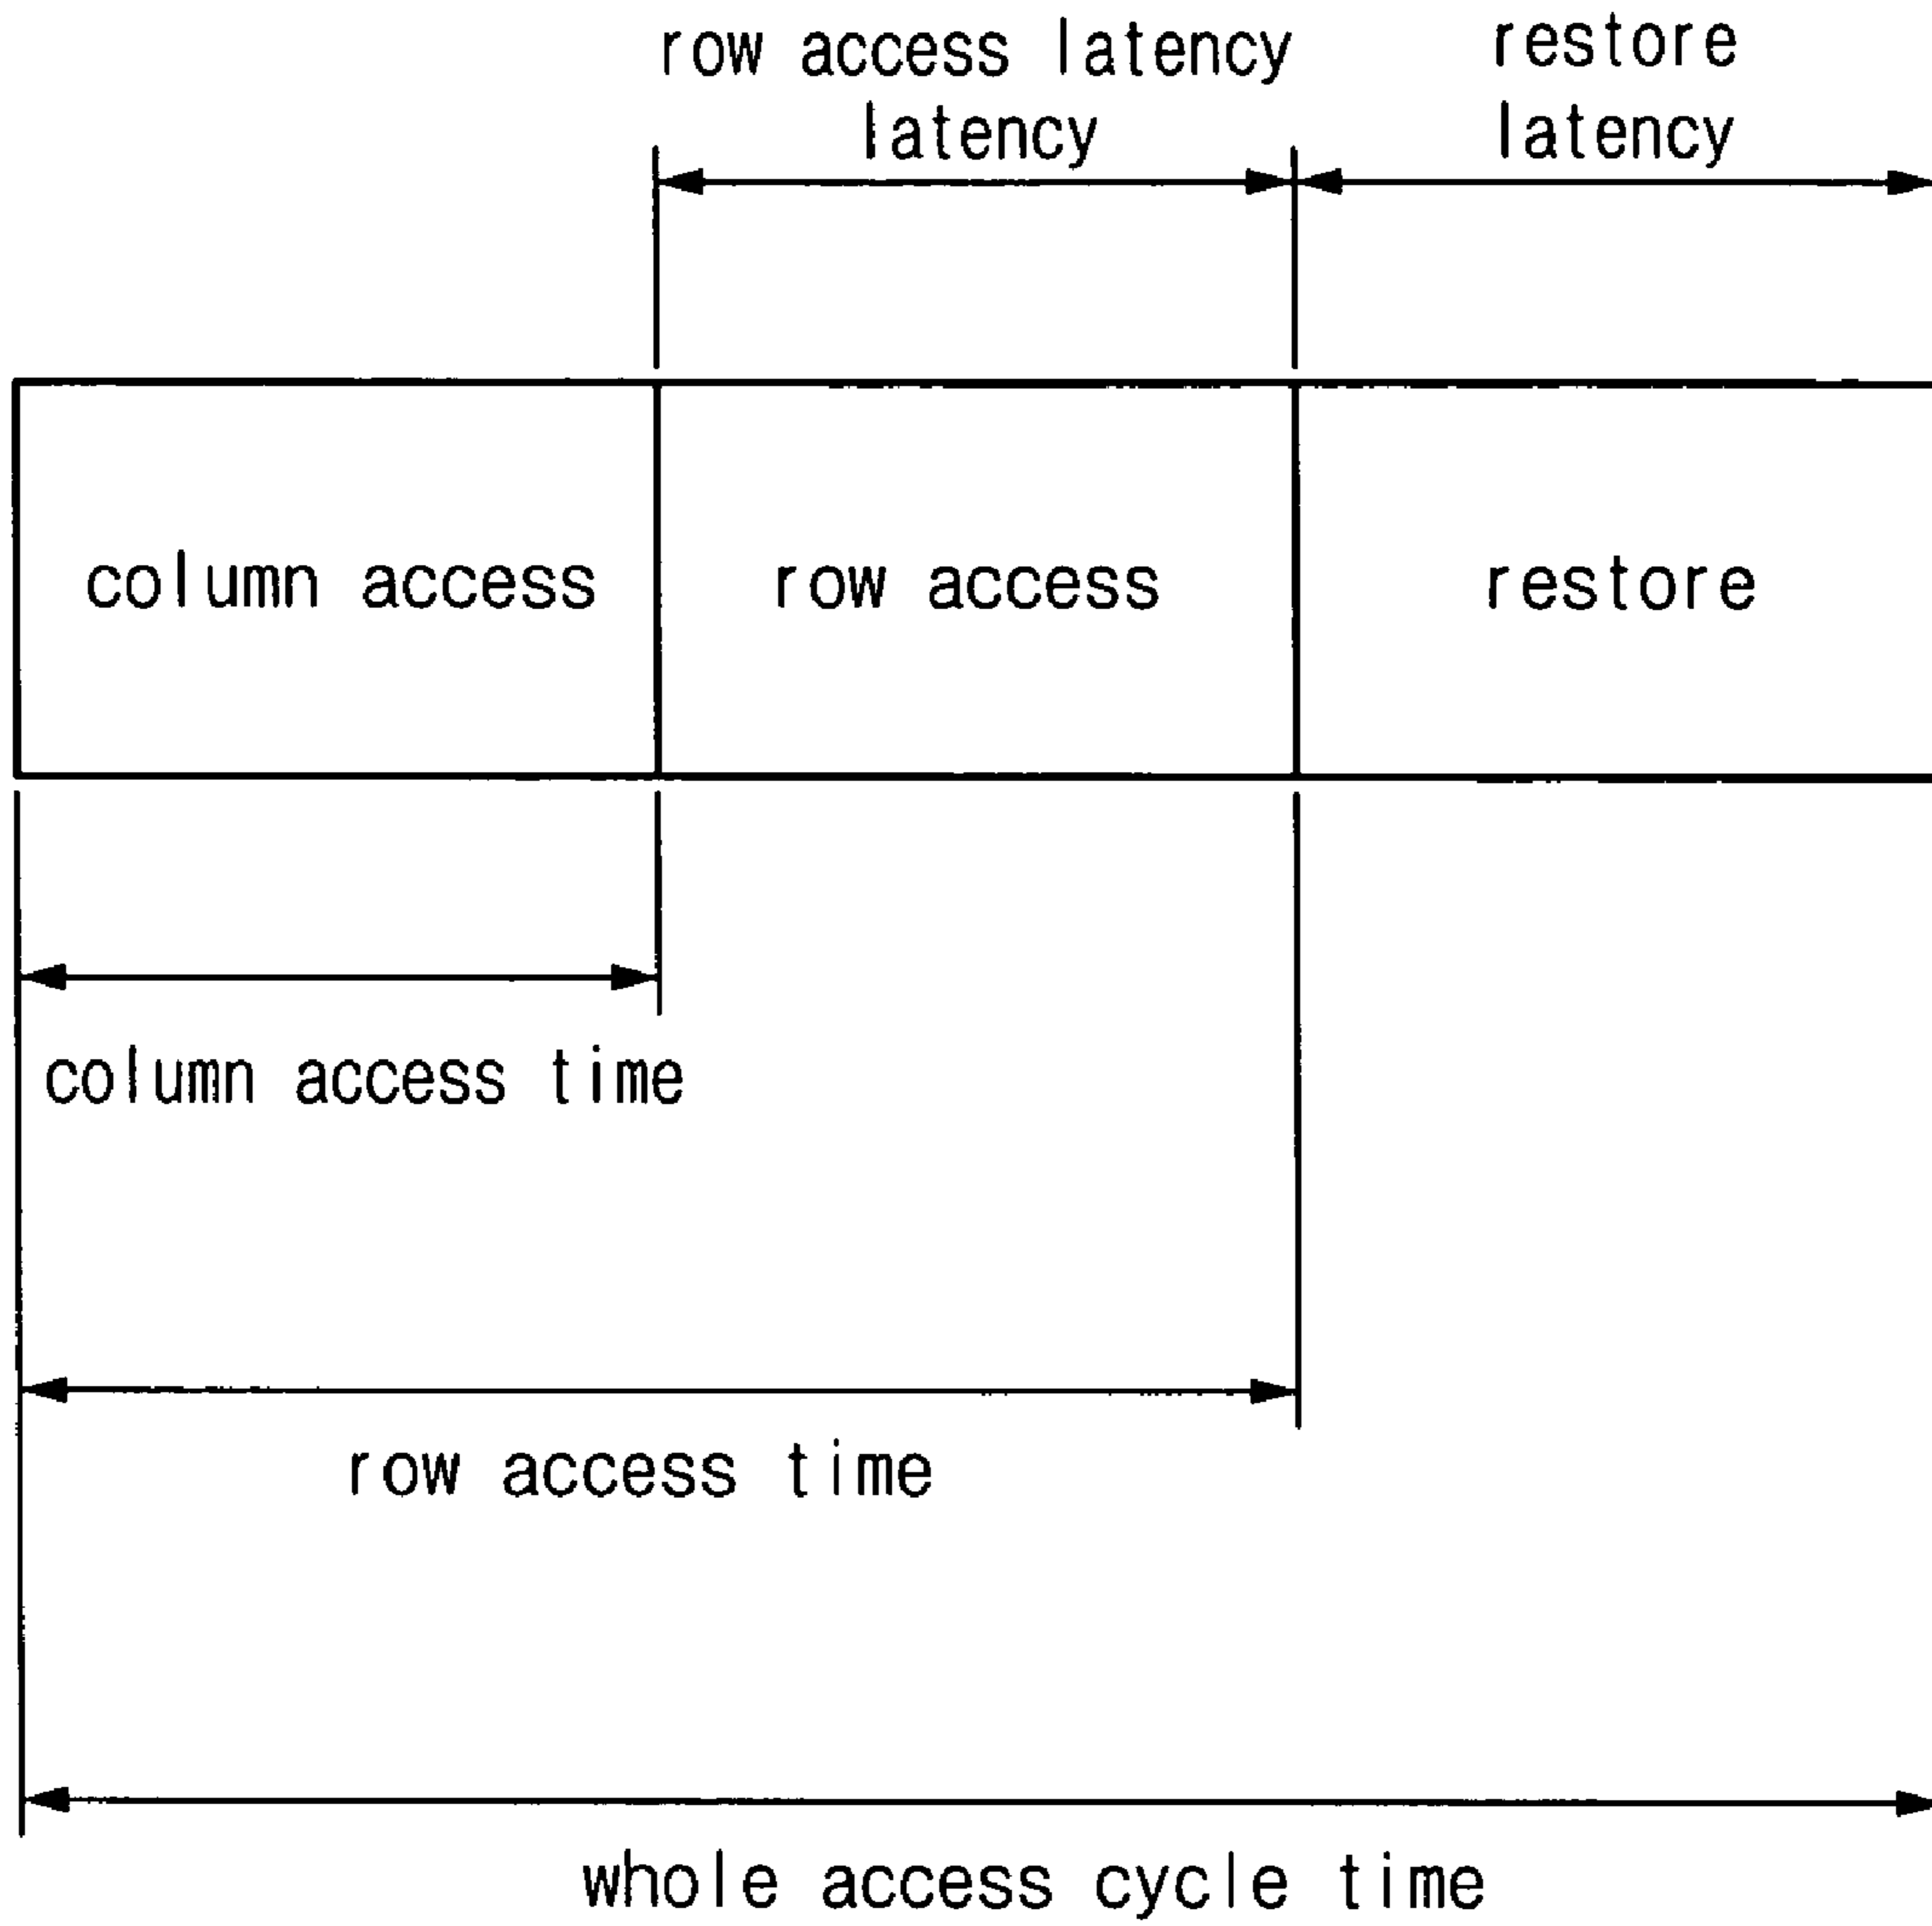 row access latency
latency
restore
latency
column access
row access
restore
column access time
row access time
whole access cycle time